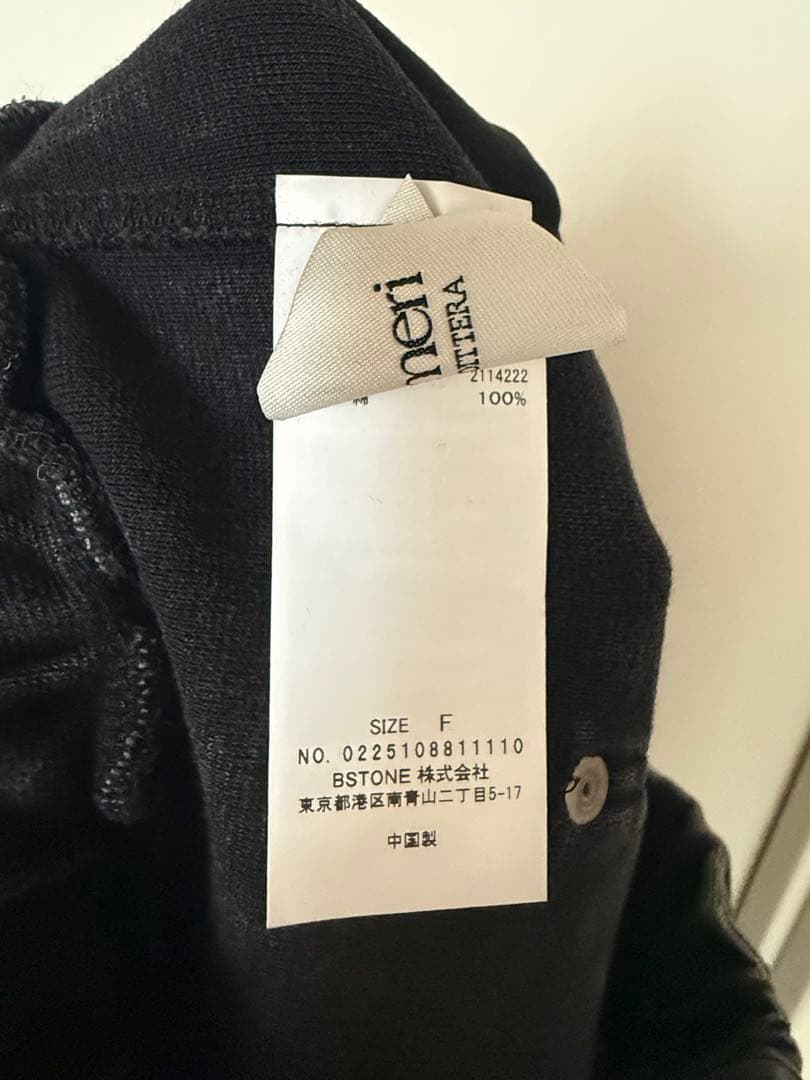 meri
2114222
綿 100%
SIZE F
NO. 0225108811110
BSTONE 株式会社
東京都港区南青山二丁目5-17
中国製